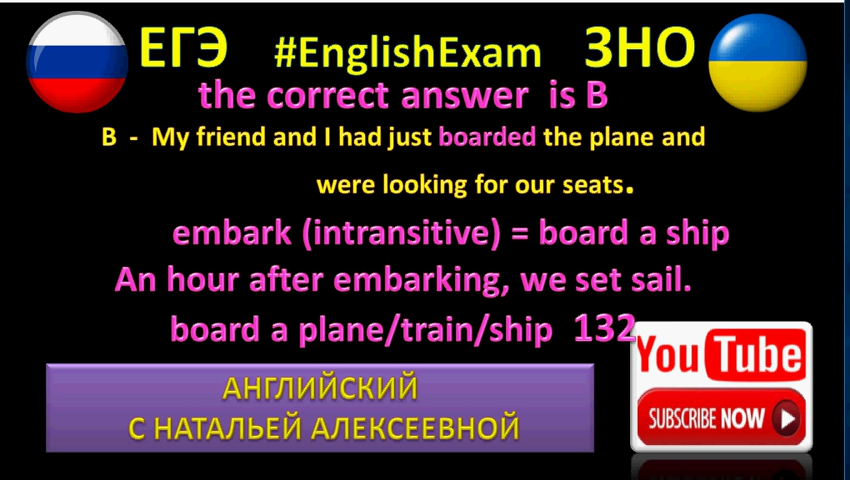 ЕГЭ #EnglishExam ЗНО
the correct answer is B
B - My friend and I had just boarded the plane and
were looking for our seats.
embark (intransitive) = board a ship
An hour after embarking, we set sail.
board a plane/train/ship 132
YouTube
SUBSCRIBE NOW
АНГЛИЙСКИЙ
С НАТАЛЬЕЙ АЛЕКСЕЕВНОЙ